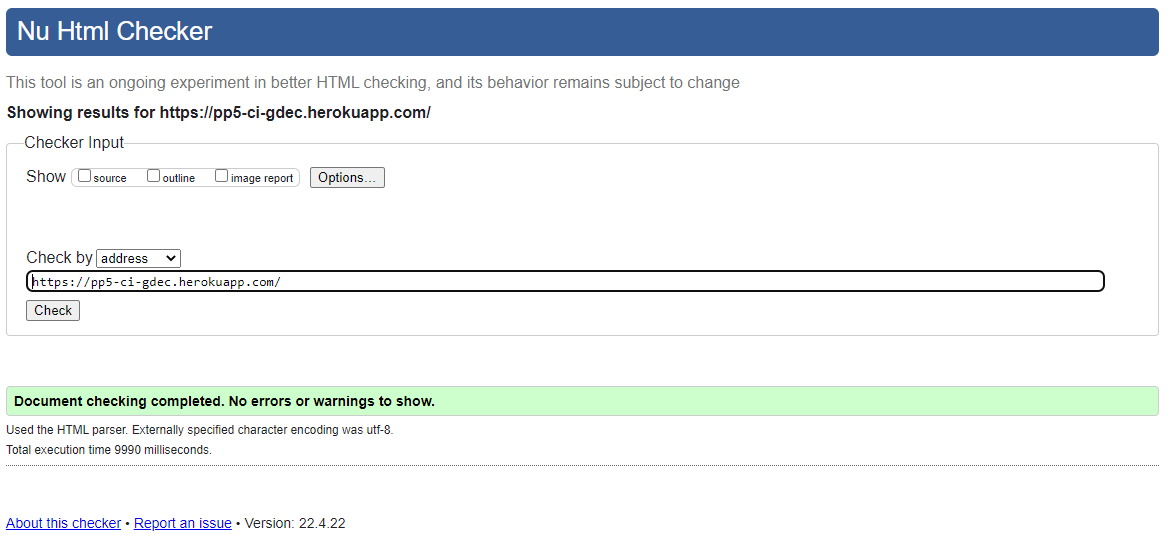 Nu Html Checker
This tool is an ongoing experiment in better HTML checking, and its behavior remains subject to change
Showing results for https://pp5-ci-gdec.herokuapp.com/
Checker Input
Show source outline image report Options...
Check by address
https://pp5-ci-gdec.herokuapp.com/
Check
Document checking completed. No errors or warnings to show.
Used the HTML parser. Externally specified character encoding was utf-8.
Total execution time 9990 milliseconds.
About this checker • Report an issue • Version: 22.4.22